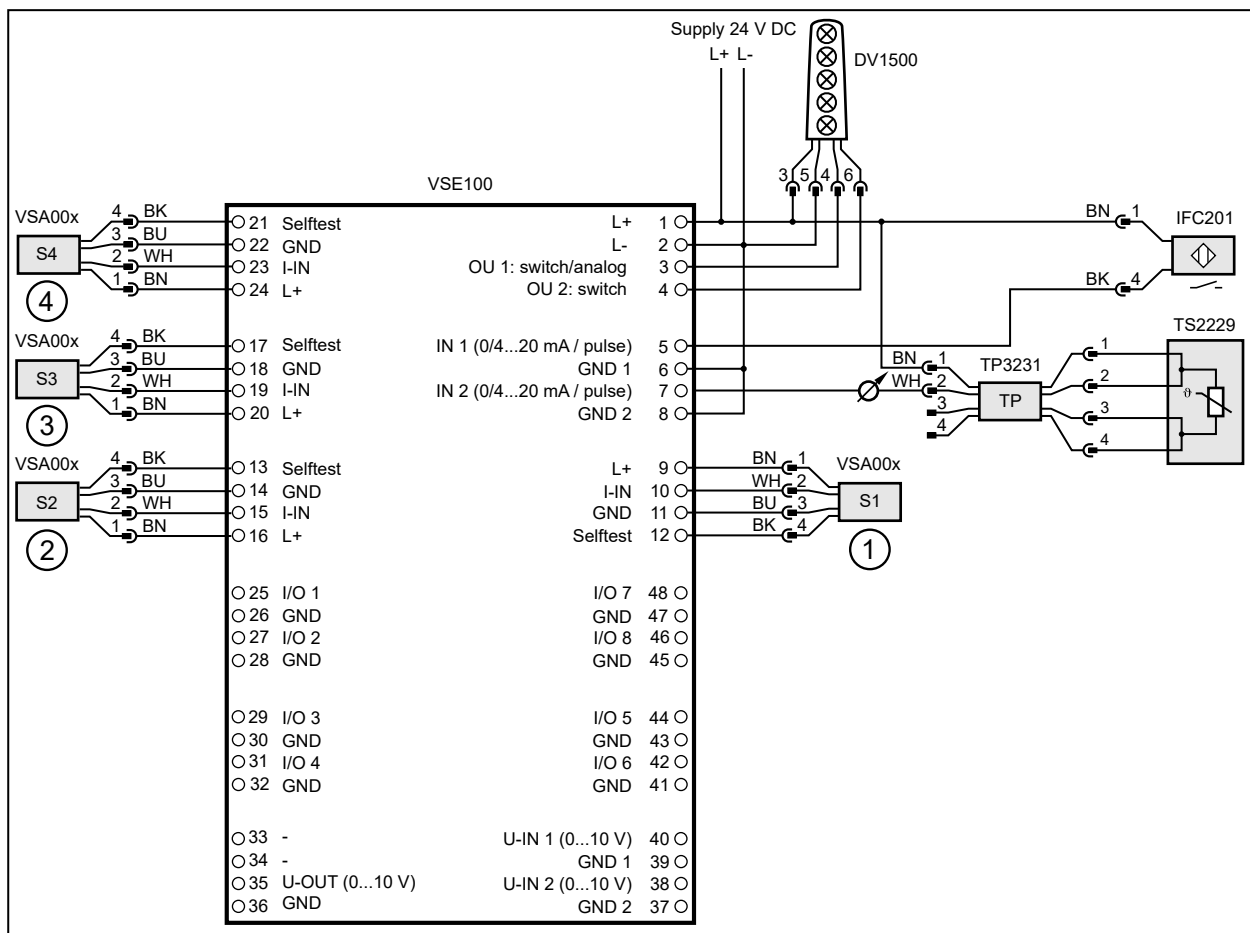 Supply 24 V DC
L+ L-
DV1500
3 5 4 6
VSE100
VSA00x
S4
4
4 BK
3 BU
2 WH
1 BN
21 Selftest
22 GND
23 I-IN
24 L+
VSA00x
S3
3
4 BK
3 BU
2 WH
1 BN
17 Selftest
18 GND
19 I-IN
20 L+
VSA00x
S2
2
4 BK
3 BU
2 WH
1 BN
13 Selftest
14 GND
15 I-IN
16 L+
25 I/O 1
26 GND
27 I/O 2
28 GND
29 I/O 3
30 GND
31 I/O 4
32 GND
33 -
34 -
35 U-OUT (0...10 V)
36 GND
L+ 1
L- 2
OU 1: switch/analog 3
OU 2: switch 4
IN 1 (0/4...20 mA / pulse) 5
GND 1 6
IN 2 (0/4...20 mA / pulse) 7
GND 2 8
L+ 9
I-IN 10
GND 11
Selftest 12
I/O 7 48
GND 47
I/O 8 46
GND 45
I/O 5 44
GND 43
I/O 6 42
GND 41
U-IN 1 (0...10 V) 40
GND 1 39
U-IN 2 (0...10 V) 38
GND 2 37
BN 1
BK 4
IFC201
BN 1
WH 2
3
4
TP3231
TP
1
2
3
4
TS2229
ϑ
BN 1
WH 2
BU 3
BK 4
VSA00x
S1
1